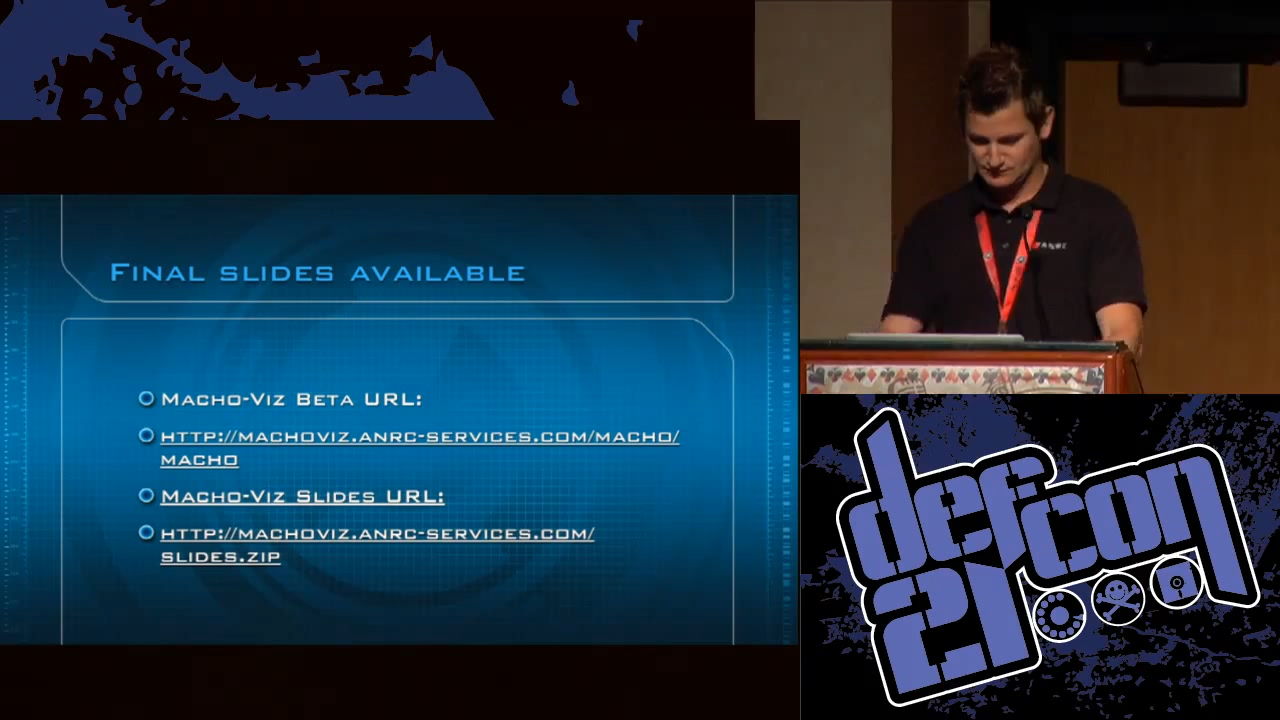 Final slides available
Macho-Viz Beta URL:
http://machoviz.anrc-services.com/macho/
macho
Macho-Viz Slides URL:
http://machoviz.anrc-services.com/
slides.zip
defcon
21